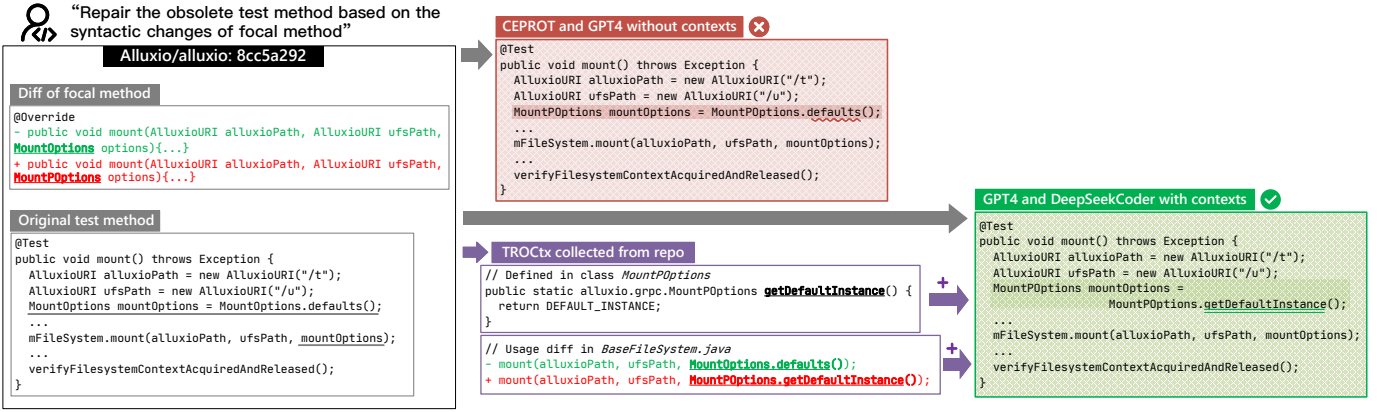 “Repair the obsolete test method based on the
syntactic changes of focal method”
Alluxio/alluxio: 8cc5a292
Diff of focal method
@Override
- public void mount(AlluxioURI alluxioPath, AlluxioURI ufsPath,
MountOptions options){...}
+ public void mount(AlluxioURI alluxioPath, AlluxioURI ufsPath,
MountPOptions options){...}
Original test method
@Test
public void mount() throws Exception {
AlluxioURI alluxioPath = new AlluxioURI("/t");
AlluxioURI ufsPath = new AlluxioURI("/u");
MountOptions mountOptions = MountOptions.defaults();
...
mFileSystem.mount(alluxioPath, ufsPath, mountOptions);
...
verifyFilesystemContextAcquiredAndReleased();
}
CEPROT and GPT4 without contexts
@Test
public void mount() throws Exception {
AlluxioURI alluxioPath = new AlluxioURI("/t");
AlluxioURI ufsPath = new AlluxioURI("/u");
MountPOptions mountOptions = MountPOptions.defaults();
...
mFileSystem.mount(alluxioPath, ufsPath, mountOptions);
...
verifyFilesystemContextAcquiredAndReleased();
}
TROCtx collected from repo
// Defined in class MountPOptions
public static alluxio.grpc.MountPOptions getDefaultInstance() {
return DEFAULT_INSTANCE;
}
+
// Usage diff in BaseFileSystem.java
- mount(alluxioPath, ufsPath, MountOptions.defaults());
+ mount(alluxioPath, ufsPath, MountPOptions.getDefaultInstance());
+
GPT4 and DeepSeekCoder with contexts
@Test
public void mount() throws Exception {
AlluxioURI alluxioPath = new AlluxioURI("/t");
AlluxioURI ufsPath = new AlluxioURI("/u");
MountPOptions mountOptions =
MountPOptions.getDefaultInstance();
...
mFileSystem.mount(alluxioPath, ufsPath, mountOptions);
...
verifyFilesystemContextAcquiredAndReleased();
}